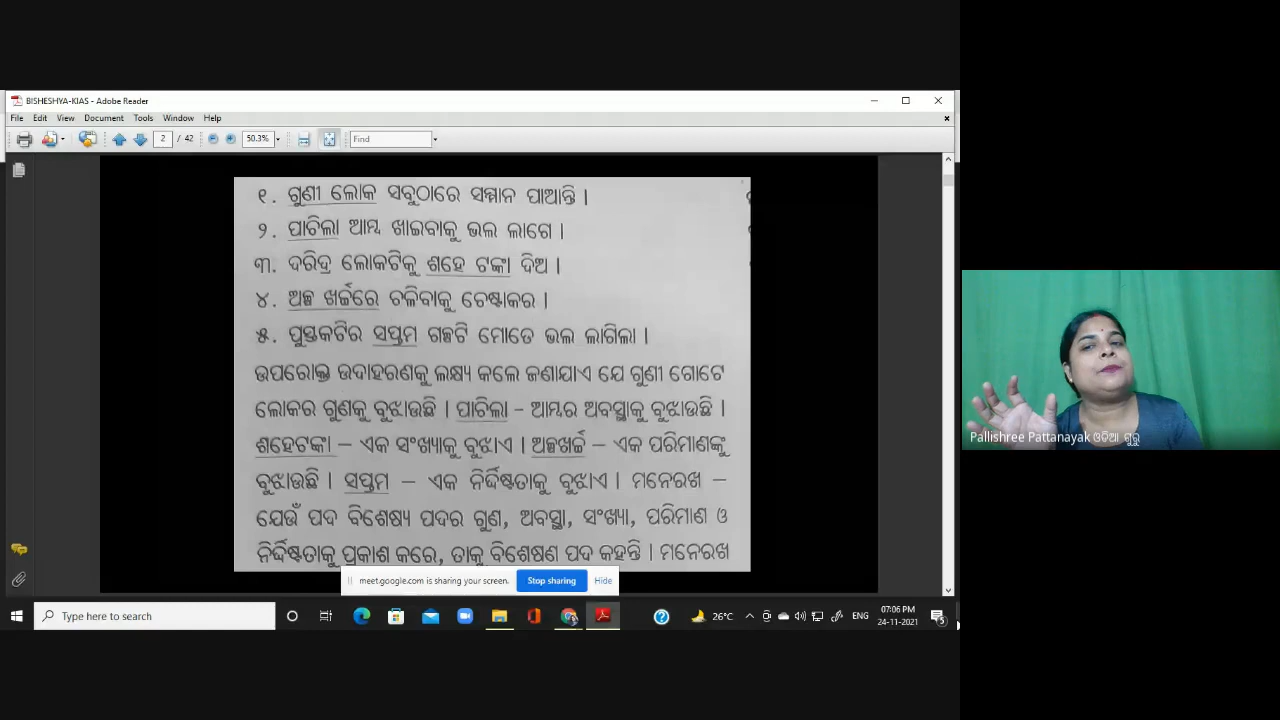 BISHESHYA-KIAS - Adobe Reader
File Edit View Document Tools Window Help
2 / 42 50.3% Find
୧. ଗୁଣୀ ଲୋକ ସବୁଠାରେ ସମ୍ମାନ ପାଆନ୍ତି ।
୨. ପାଚିଲା ଆମ୍ବ ଖାଇବାକୁ ଭଲ ଲାଗେ ।
୩. ଦରିଦ୍ର ଲୋକଟିକୁ ଶହେ ଟଙ୍କା ଦିଅ ।
୪. ଅଳ୍ପ ଖର୍ଚ୍ଚରେ ଚଳିବାକୁ ଚେଷ୍ଟାକର ।
୫. ପୁସ୍ତକଟିର ସପ୍ତମ ଗଳ୍ପଟି ମୋତେ ଭଲ ଲାଗିଲା ।
ଉପରୋକ୍ତ ଉଦାହରଣକୁ ଲକ୍ଷ୍ୟ କଲେ ଜଣାଯାଏ ଯେ ଗୁଣୀ ଗୋଟେ
ଲୋକର ଗୁଣକୁ ବୁଝାଉଛି । ପାଚିଲା – ଆମ୍ବର ଅବସ୍ଥାକୁ ବୁଝାଉଛି ।
ଶହେଟଙ୍କା – ଏକ ସଂଖ୍ୟାକୁ ବୁଝାଏ । ଅଳ୍ପଖର୍ଚ୍ଚ – ଏକ ପରିମାଣଙ୍କୁ
ବୁଝାଉଛି । ସପ୍ତମ – ଏକ ନିର୍ଦ୍ଦିଷ୍ଟତାକୁ ବୁଝାଏ । ମନେରଖ –
ଯେଉଁ ପଦ ବିଶେଷ୍ୟ ପଦର ଗୁଣ, ଅବସ୍ଥା, ସଂଖ୍ୟା, ପରିମାଣ ଓ
ନିର୍ଦ୍ଦିଷ୍ଟତାକୁ ପ୍ରକାଶ କରେ, ତାକୁ ବିଶେଷଣ ପଦ କହନ୍ତି । ମନେରଖ
Pallishree Pattanayak ଓଡିଆ ଗୁରୁ
meet.google.com is sharing your screen. Stop sharing Hide
Type here to search 26°C ENG 07:06 PM
24-11-2021 5